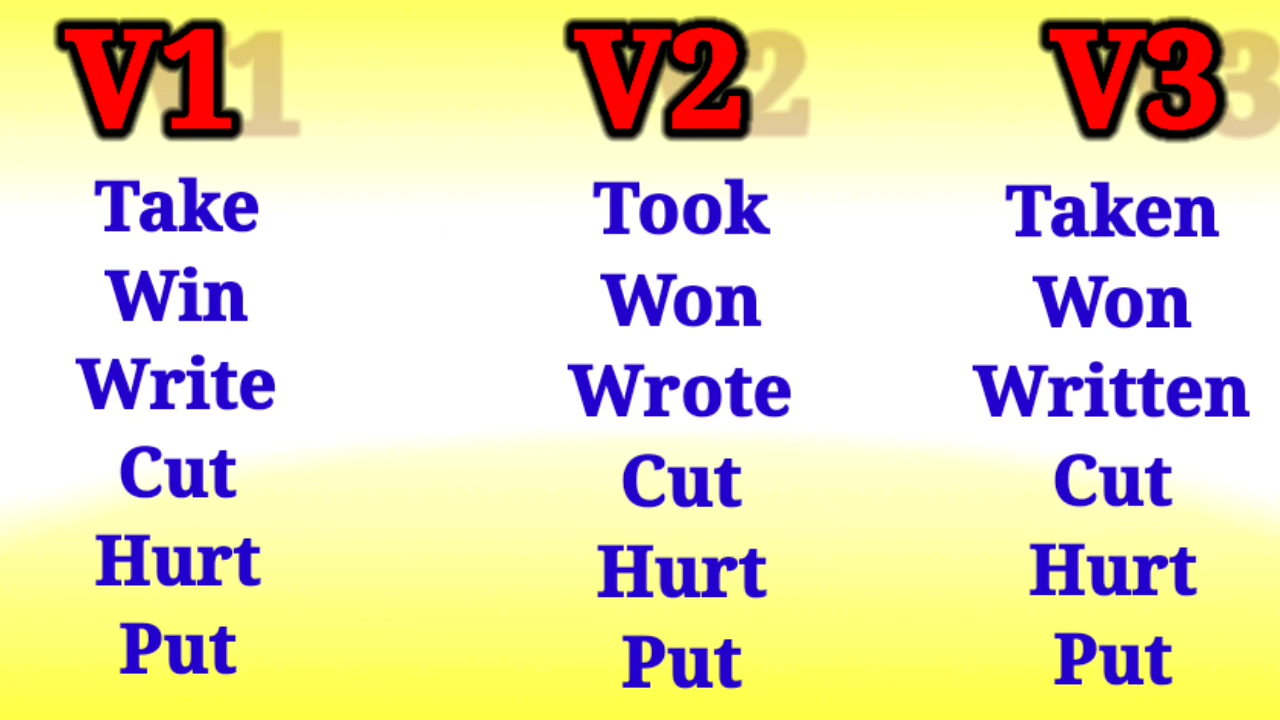 V1 V2 V3
Take Took Taken
Win Won Won
Write Wrote Written
Cut Cut Cut
Hurt Hurt Hurt
Put Put Put